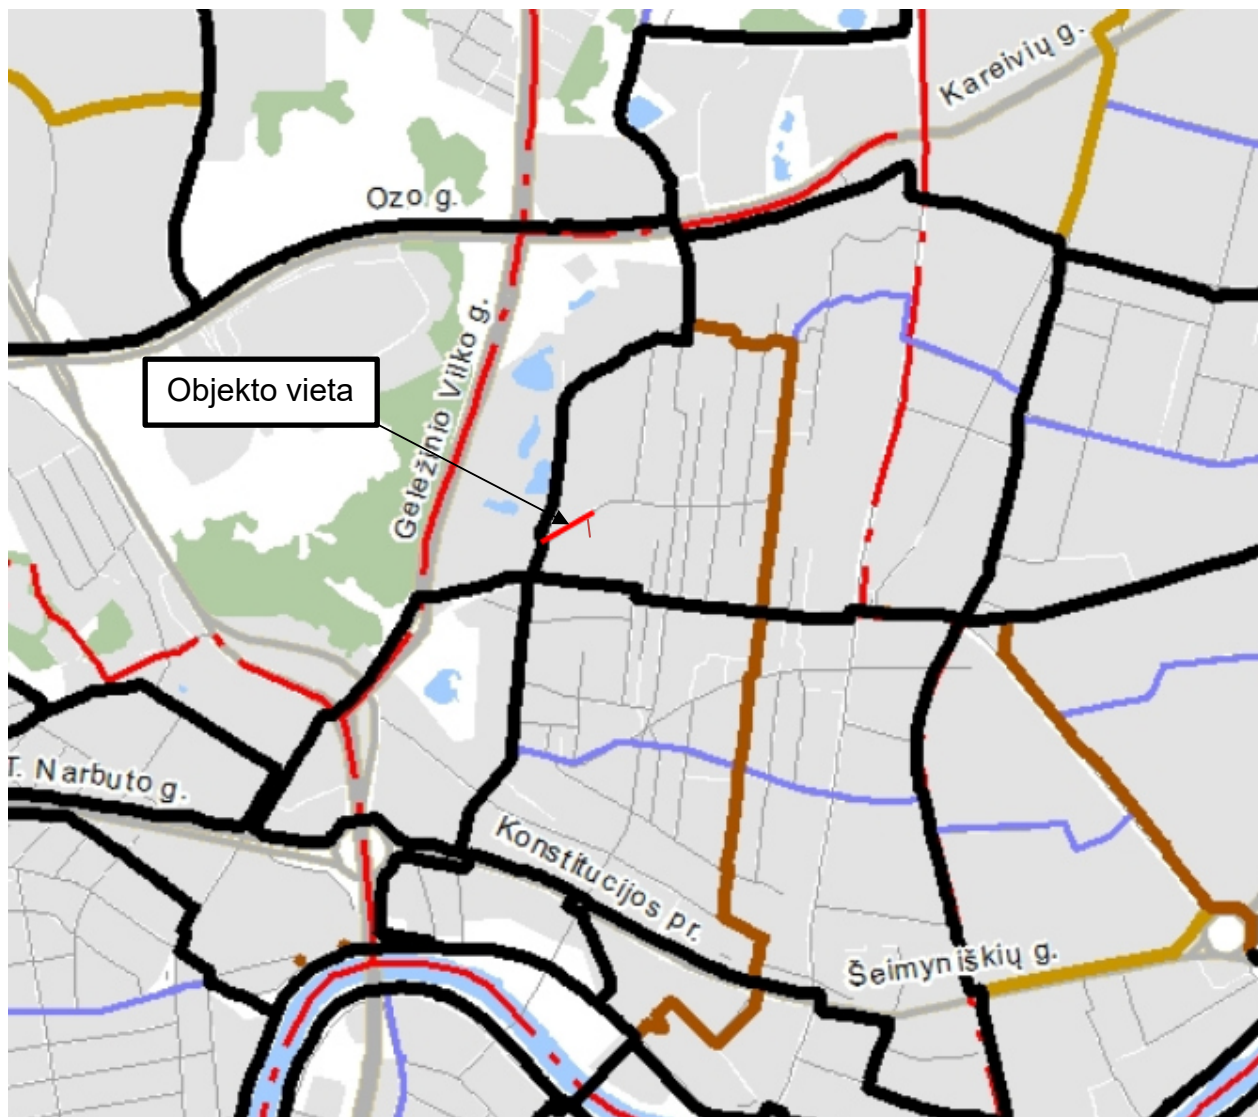 Kareivių g.
Ozo g.
Geležinio Vilko g.
Objekto vieta
T. Narbuto g.
Konstitucijos pr.
Šeimyniškių g.